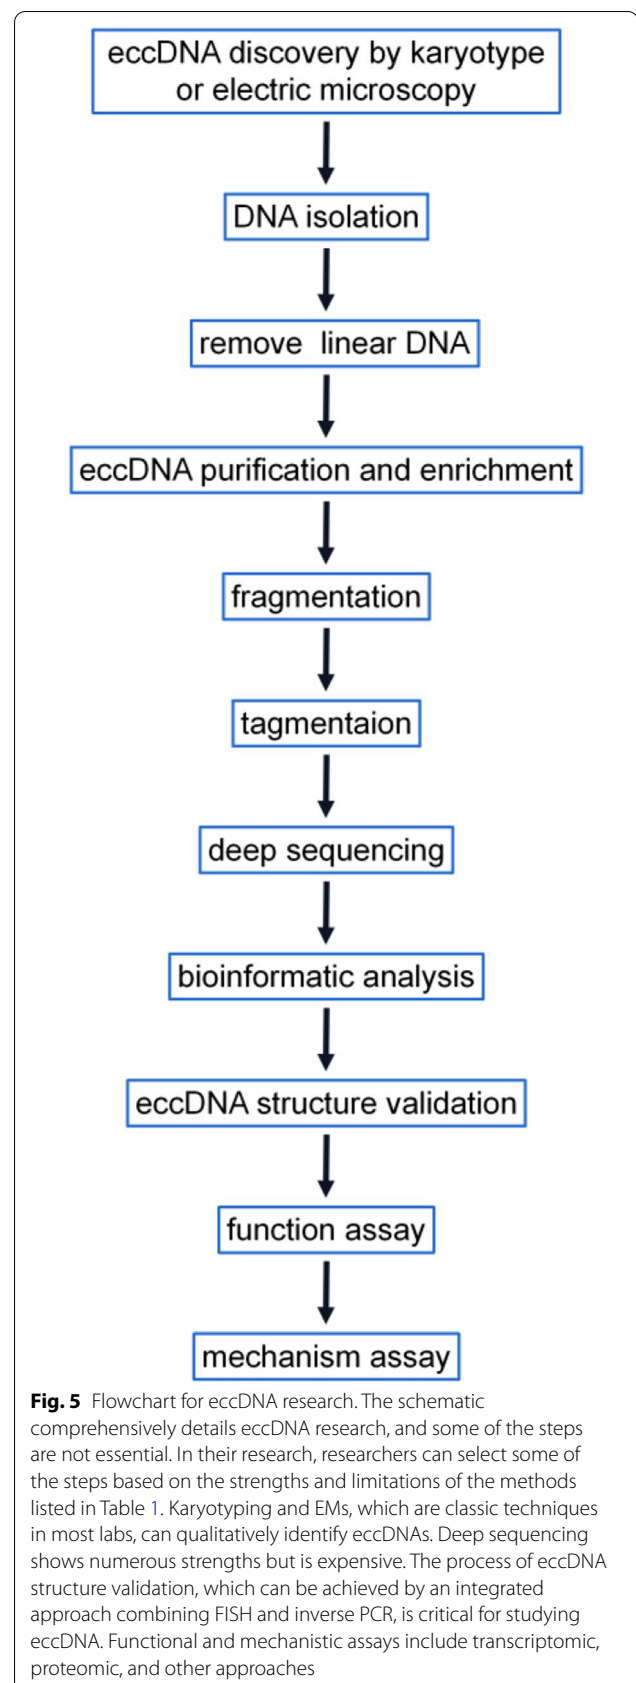 eccDNA discovery by karyotype
or electric microscopy
DNA isolation
remove linear DNA
eccDNA purification and enrichment
fragmentation
tagmentaion
deep sequencing
bioinformatic analysis
eccDNA structure validation
function assay
mechanism assay
Fig. 5 Flowchart for eccDNA research. The schematic
comprehensively details eccDNA research, and some of the steps
are not essential. In their research, researchers can select some of
the steps based on the strengths and limitations of the methods
listed in Table 1. Karyotyping and EMs, which are classic techniques
in most labs, can qualitatively identify eccDNAs. Deep sequencing
shows numerous strengths but is expensive. The process of eccDNA
structure validation, which can be achieved by an integrated
approach combining FISH and inverse PCR, is critical for studying
eccDNA. Functional and mechanistic assays include transcriptomic,
proteomic, and other approaches